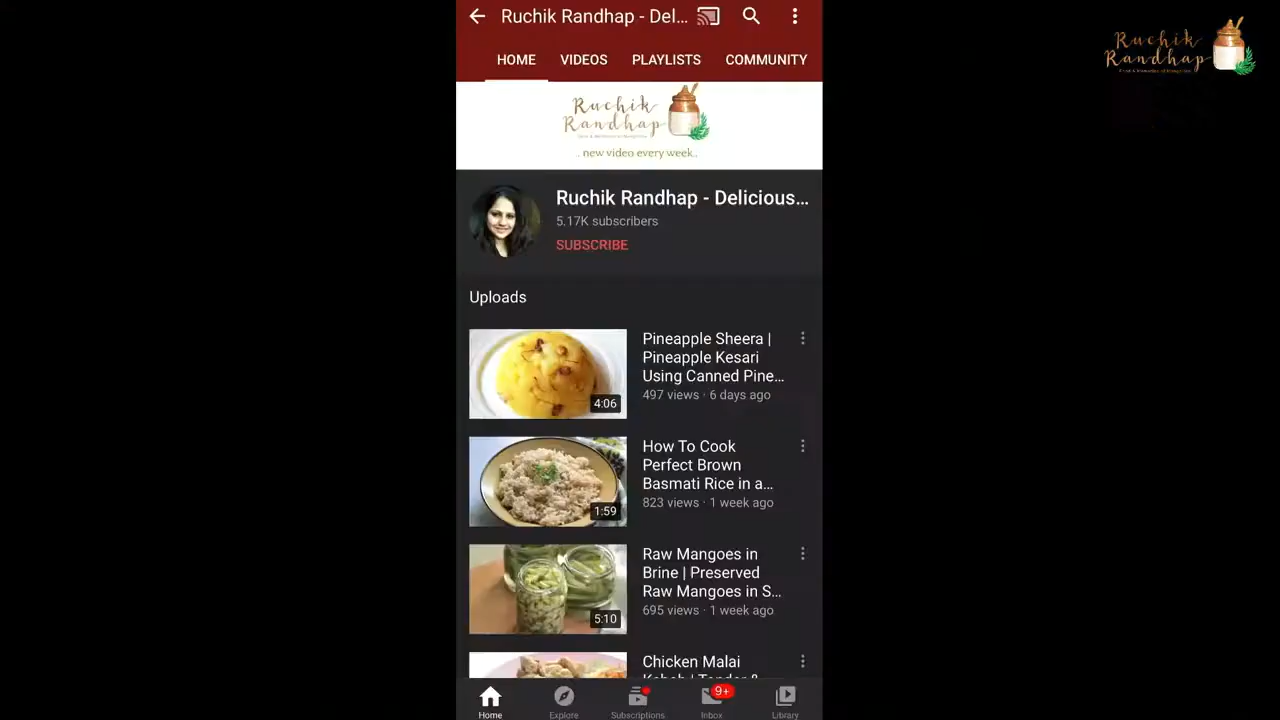 Ruchik Randhap - Del...
HOME VIDEOS PLAYLISTS COMMUNITY
Ruchik
Randhap
.. new video every week..
Ruchik Randhap - Delicious...
5.17K subscribers
SUBSCRIBE
Uploads
Pineapple Sheera |
Pineapple Kesari
Using Canned Pine...
497 views · 6 days ago
4:06
How To Cook
Perfect Brown
Basmati Rice in a...
823 views · 1 week ago
1:59
Raw Mangoes in
Brine | Preserved
Raw Mangoes in S...
695 views · 1 week ago
5:10
Chicken Malai
9+
Home Explore Subscriptions Inbox Library
Ruchik
Randhap